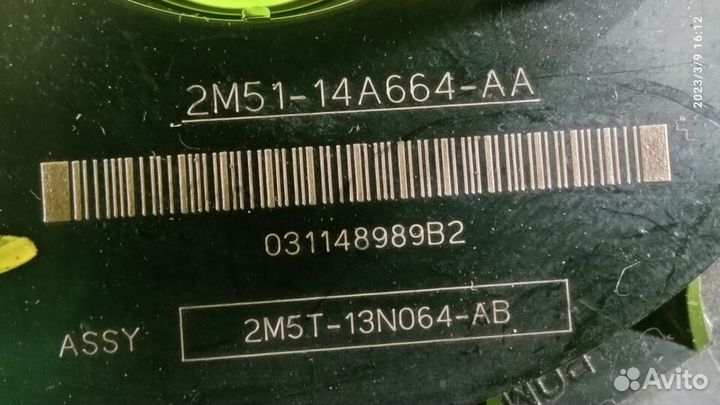 2M51-14A664-AA
031148989B2
ASSY 2M5T-13N064-AB
2023/3/9 16:12
Avito